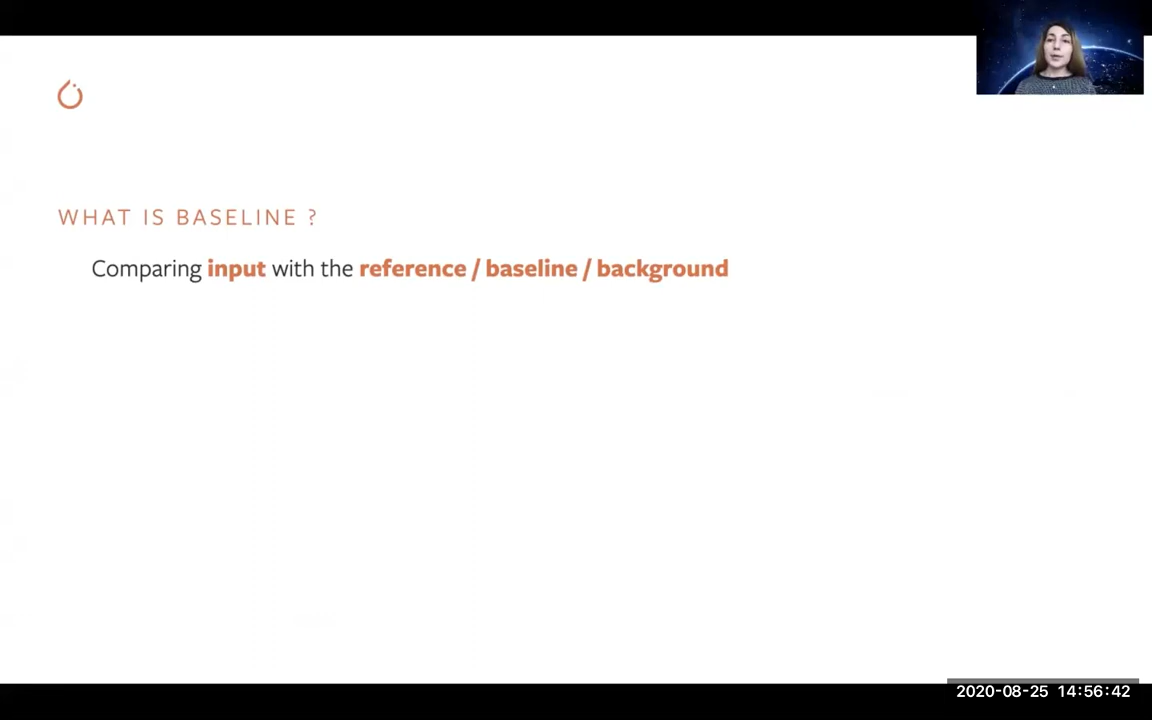 WHAT IS BASELINE ?
Comparing input with the reference / baseline / background
2020-08-25 14:56:42